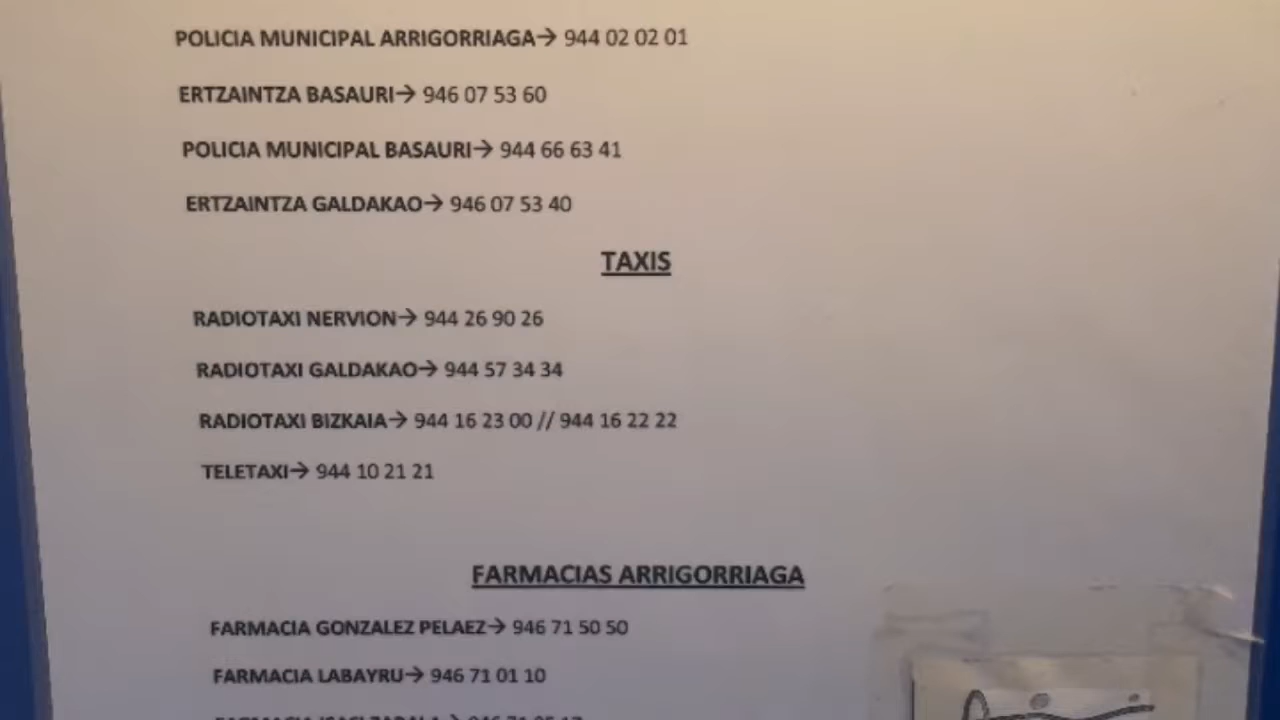 POLICIA MUNICIPAL ARRIGORRIAGA→ 944 02 02 01
ERTZAINTZA BASAURI→ 946 07 53 60
POLICIA MUNICIPAL BASAURI→ 944 66 63 41
ERTZAINTZA GALDAKAO→ 946 07 53 40
TAXIS
RADIOTAXI NERVION→ 944 26 90 26
RADIOTAXI GALDAKAO→ 944 57 34 34
RADIOTAXI BIZKAIA→ 944 16 23 00 // 944 16 22 22
TELETAXI→ 944 10 21 21
FARMACIAS ARRIGORRIAGA
FARMACIA GONZALEZ PELAEZ→ 946 71 50 50
FARMACIA LABAYRU→ 946 71 01 10
FARMACIA